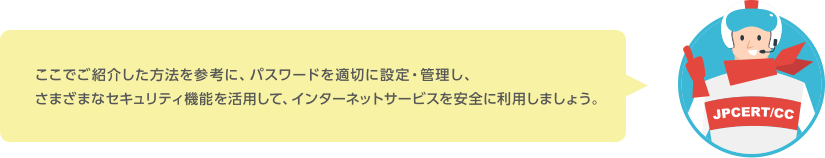 ここでご紹介した方法を参考に、パスワードを適切に設定・管理し、
さまざまなセキュリティ機能を活用して、インターネットサービスを安全に利用しましょう。
JPCERT/CC